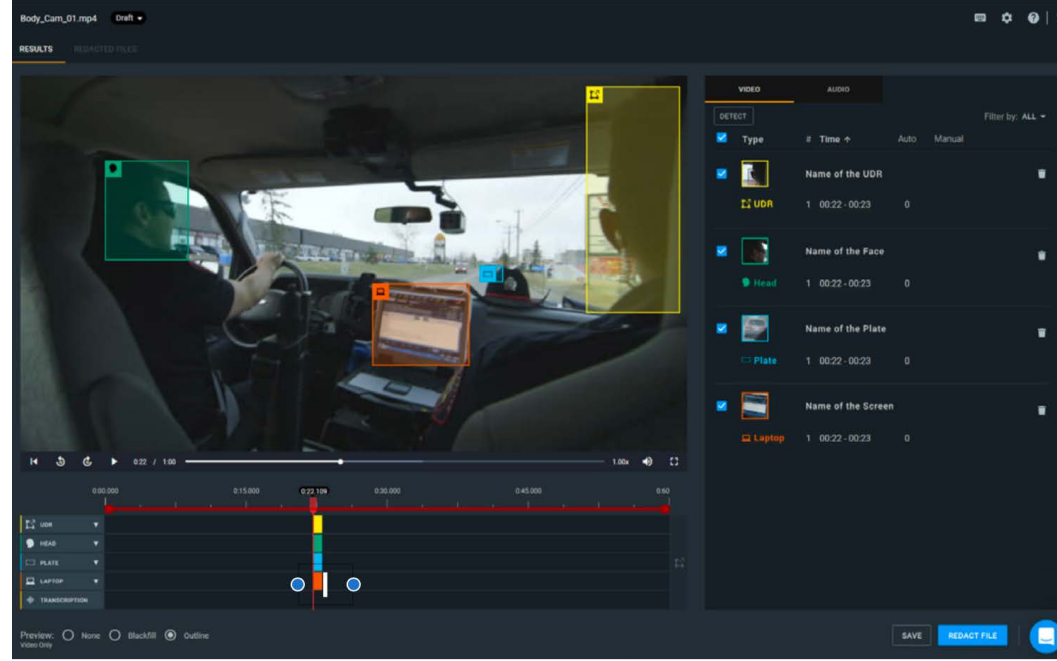 Body_Cam_01.mp4 Draft
RESULTS REDACTED FILES
VIDEO AUDIO
DETECT Filter by: ALL
Type # Time Auto Manual
Name of the UDR
UDR 1 00:22 - 00:23 0
Name of the Face
Head 1 00:22 - 00:23 0
Name of the Plate
Plate 1 00:22 - 00:23 0
Name of the Screen
Laptop 1 00:22 - 00:23 0
0:22 / 1:00 1.00x
0:00.000 0:15.000 0:22.109 0:30.000 0:45.000 0:60
UDR
HEAD
PLATE
LAPTOP
TRANSCRIPTION
Preview: None Blackfill Outline
Video Only
SAVE REDACT FILE